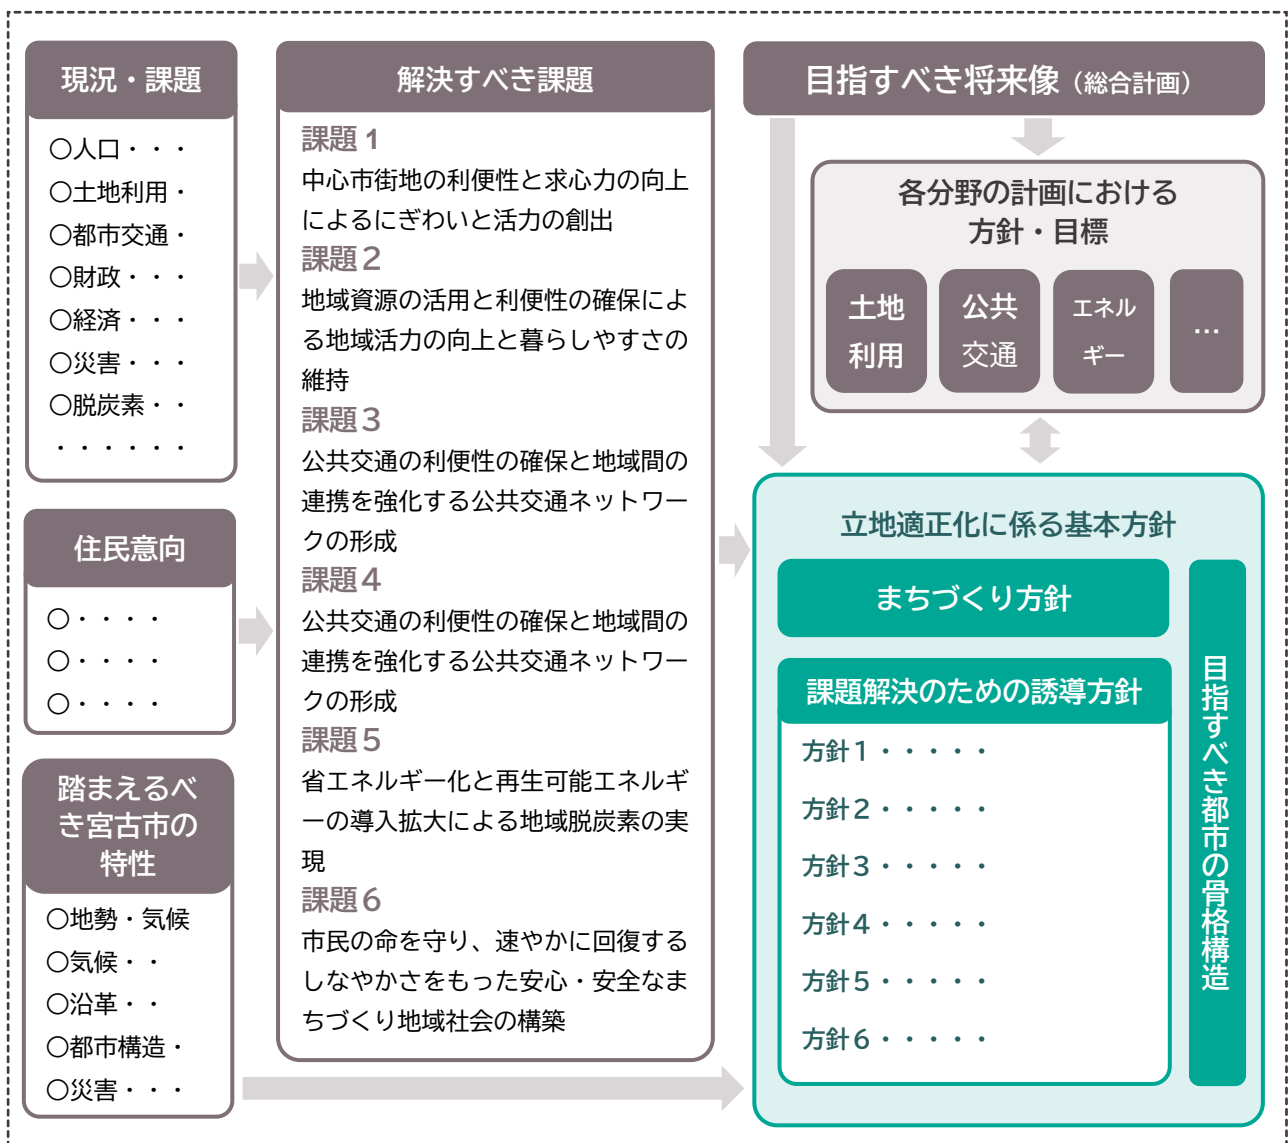 現況・課題
〇人口・・・
〇土地利用・
〇都市交通・
〇財政・・・
〇経済・・・
〇災害・・・
〇脱炭素・・
・・・・・・
住民意向
〇・・・・
〇・・・・
〇・・・・
踏まえるべ
き宮古市の
特性
〇地勢・気候
〇気候・・
〇沿革・・
〇都市構造・
〇災害・・・
解決すべき課題
課題1
中心市街地の利便性と求心力の向上
によるにぎわいと活力の創出
課題2
地域資源の活用と利便性の確保によ
る地域活力の向上と暮らしやすさの
維持
課題3
公共交通の利便性の確保と地域間の
連携を強化する公共交通ネットワー
クの形成
課題4
公共交通の利便性の確保と地域間の
連携を強化する公共交通ネットワー
クの形成
課題5
省エネルギー化と再生可能エネルギ
ーの導入拡大による地域脱炭素の実
現
課題6
市民の命を守り、速やかに回復する
しなやかさをもった安心・安全なま
ちづくり地域社会の構築
目指すべき将来像（総合計画）
各分野の計画における
方針・目標
土地
利用
公共
交通
エネル
ギー
…
立地適正化に係る基本方針
まちづくり方針
課題解決のための誘導方針
方針1・・・・・
方針2・・・・・
方針3・・・・・
方針4・・・・・
方針5・・・・・
方針6・・・・・
目指すべき都市の骨格構造